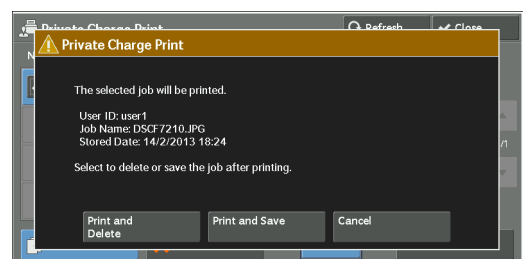 Private Charge Print
Refresh
Close
Private Charge Print
The selected job will be printed.
User ID: user1
Job Name: DSCF7210.JPG
Stored Date: 14/2/2013 18:24
/1
Select to delete or save the job after printing.
Print and
Delete
Print and Save
Cancel